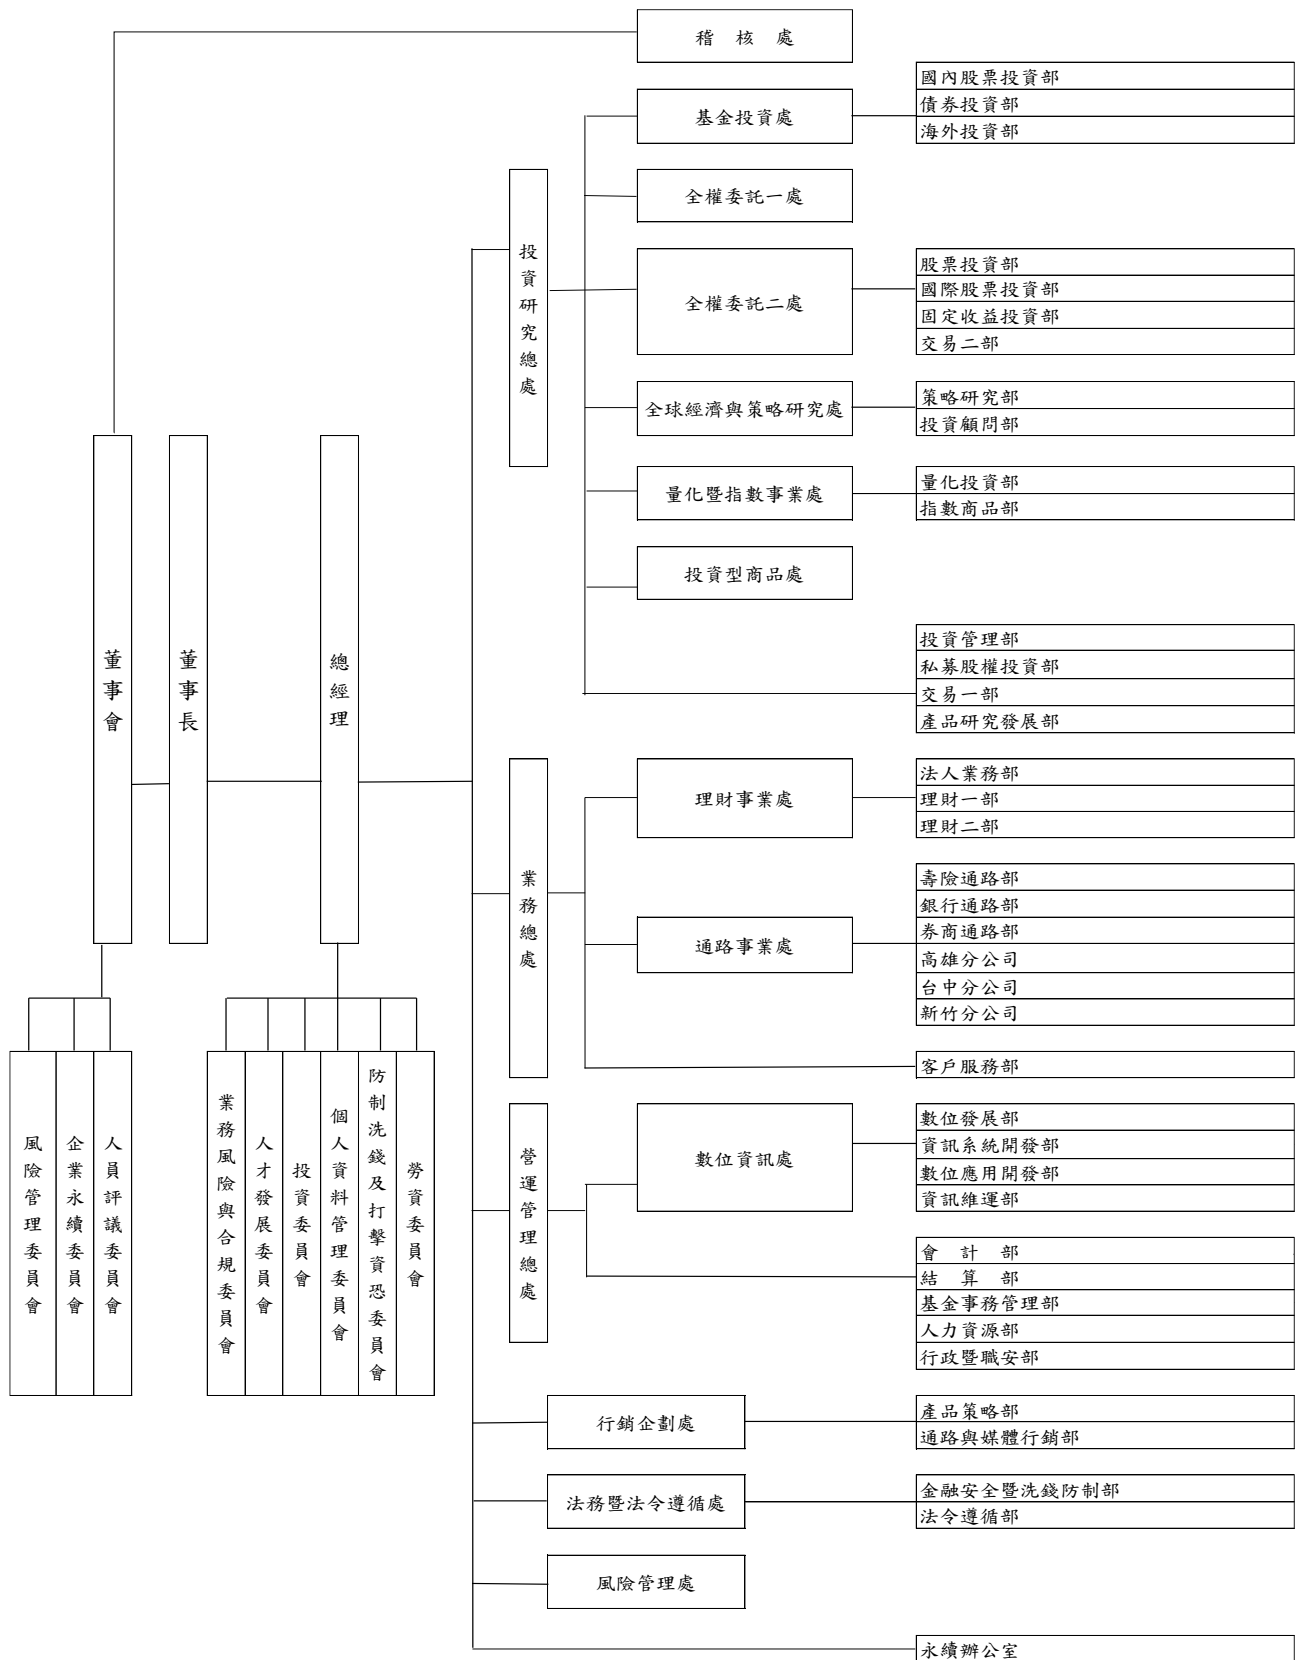 稽 核 處
國內股票投資部
債券投資部
海外投資部
基金投資處
全權委託一處
投資研究總處
股票投資部
國際股票投資部
固定收益投資部
交易二部
全權委託二處
全球經濟與策略研究處
策略研究部
投資顧問部
量化暨指數事業處
量化投資部
指數商品部
投資型商品處
投資管理部
私募股權投資部
交易一部
產品研究發展部
董事會
董事長
總經理
理財事業處
法人業務部
理財一部
理財二部
業務總處
通路事業處
壽險通路部
銀行通路部
券商通路部
高雄分公司
台中分公司
新竹分公司
客戶服務部
風險管理委員會
企業永續委員會
人員評議委員會
業務風險與合規委員會
人才發展委員會
投資委員會
個人資料管理委員會
防制洗錢及打擊資恐委員會
勞資委員會
營運管理總處
數位資訊處
數位發展部
資訊系統開發部
數位應用開發部
資訊維運部
會 計 部
結 算 部
基金事務管理部
人力資源部
行政暨職安部
行銷企劃處
產品策略部
通路與媒體行銷部
法務暨法令遵循處
金融安全暨洗錢防制部
法令遵循部
風險管理處
永續辦公室